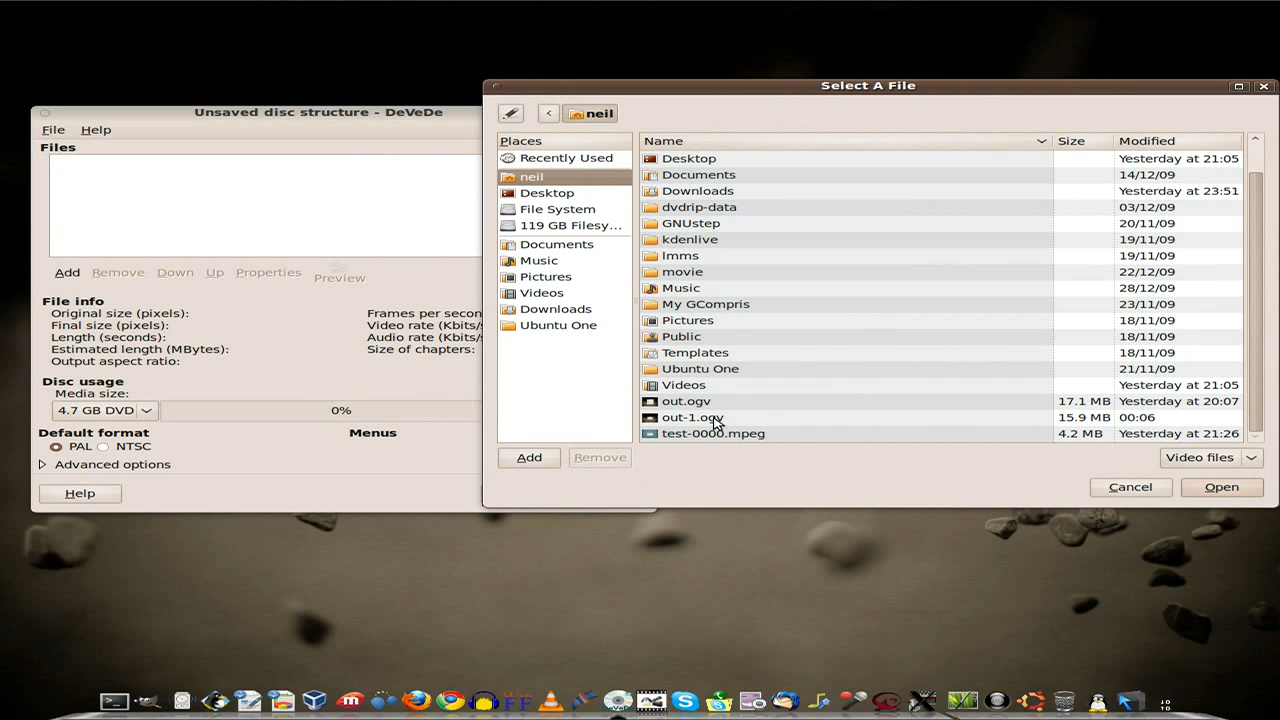 Select A File
Unsaved disc structure - DeVeDe
File Help
Files
Add Remove Down Up Properties Preview
File info
Original size (pixels): Frames per secon
Final size (pixels): Video rate (Kbits/s
Length (seconds): Audio rate (Kbits/s
Estimated length (MBytes): Size of chapters:
Output aspect ratio:
Disc usage
Media size:
4.7 GB DVD 0%
Default format Menus
PAL NTSC
Advanced options
Help
< neil
Places
Recently Used
neil
Desktop
File System
119 GB Filesy...
Documents
Music
Pictures
Videos
Downloads
Ubuntu One
Name Size Modified
Desktop Yesterday at 21:05
Documents 14/12/09
Downloads Yesterday at 23:51
dvdrip-data 03/12/09
GNUstep 20/11/09
kdenlive 19/11/09
lmms 19/11/09
movie 22/12/09
Music 28/12/09
My GCompris 23/11/09
Pictures 18/11/09
Public 18/11/09
Templates 18/11/09
Ubuntu One 21/11/09
Videos Yesterday at 21:05
out.ogv 17.1 MB Yesterday at 20:07
out-1.ogv 15.9 MB 00:06
test-0000.mpeg 4.2 MB Yesterday at 21:26
Add Remove Video files
Cancel Open